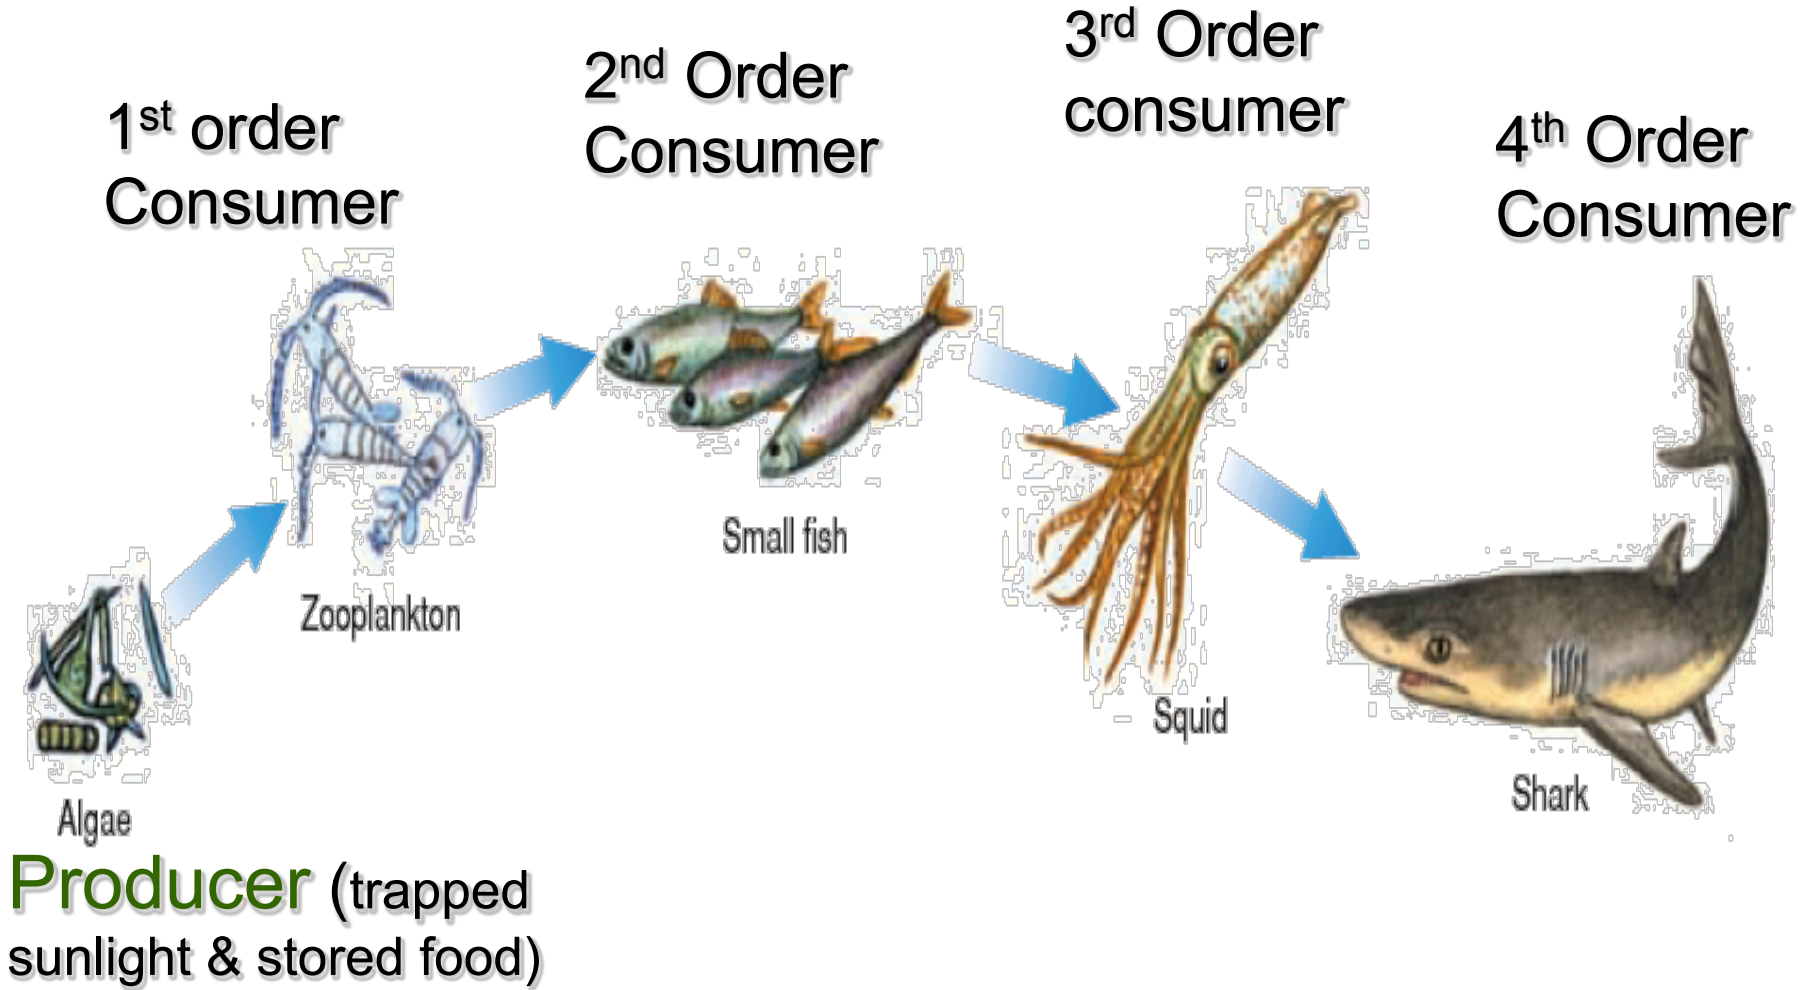 1st order
Consumer
2nd Order
Consumer
3rd Order
consumer
4th Order
Consumer
Algae
Zooplankton
Small fish
Squid
Shark
Producer (trapped
sunlight & stored food)